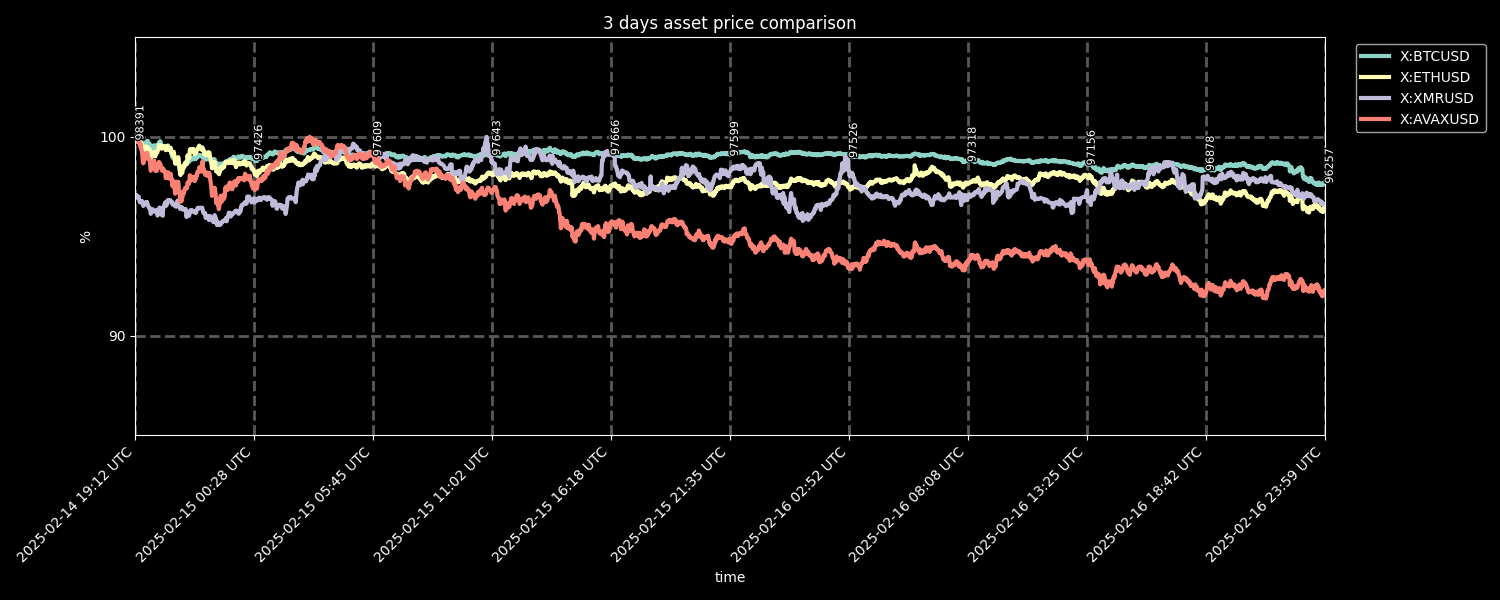 3 days asset price comparison
X:BTCUSD
X:ETHUSD
X:XMRUSD
X:AVAXUSD
98391
97426
97609
97643
97666
97599
97526
97318
97156
96878
96257
100
90
%
2025-02-14 19:12 UTC
2025-02-15 00:28 UTC
2025-02-15 05:45 UTC
2025-02-15 11:02 UTC
2025-02-15 16:18 UTC
2025-02-15 21:35 UTC
2025-02-16 02:52 UTC
2025-02-16 08:08 UTC
2025-02-16 13:25 UTC
2025-02-16 18:42 UTC
2025-02-16 23:59 UTC
time